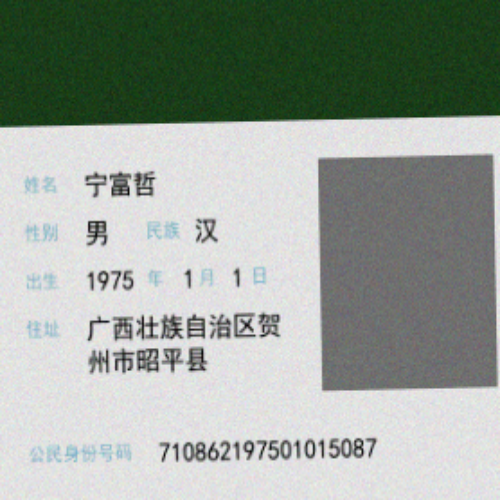 姓名 宁富哲
性别 男 民族 汉
出生 1975 年 1 月 1 日
住址 广西壮族自治区贺
州市昭平县
公民身份号码 710862197501015087